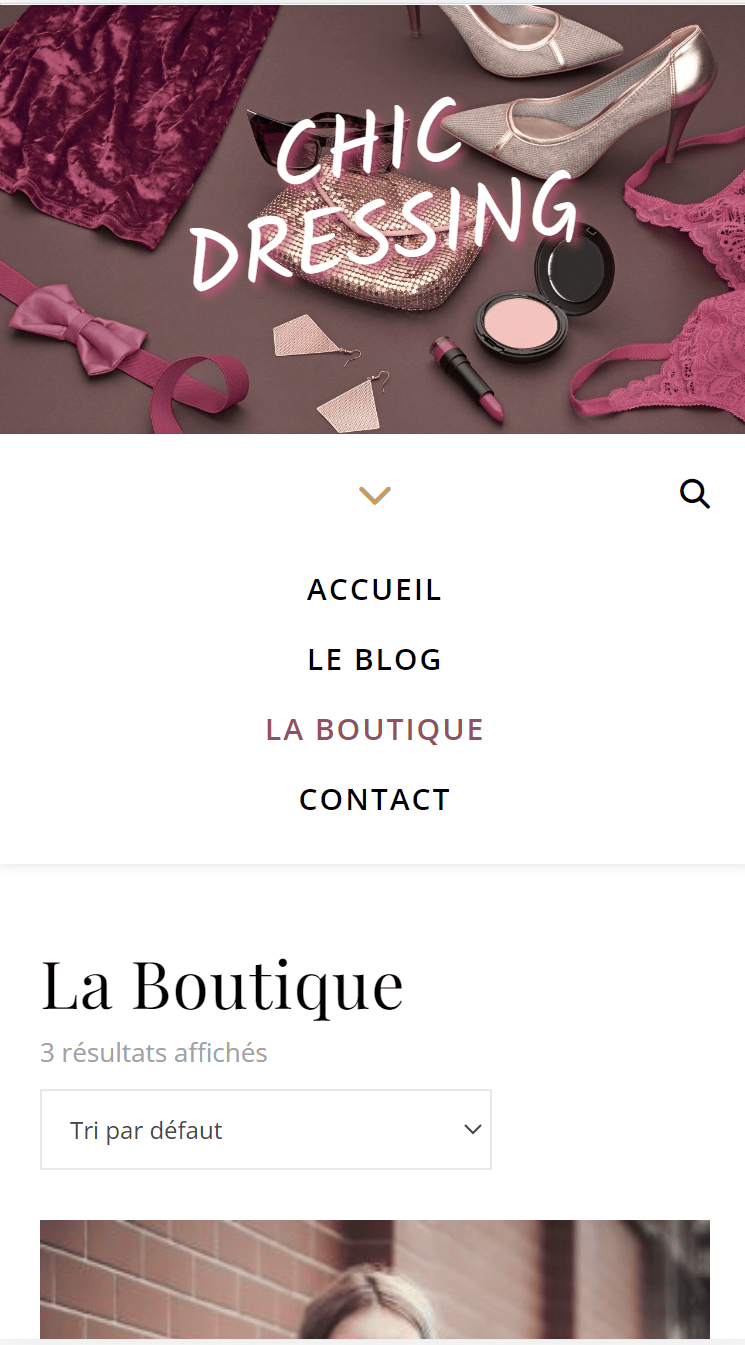 CHIC
DRESSING
ACCUEIL
LE BLOG
LA BOUTIQUE
CONTACT
La Boutique
3 résultats affichés
Tri par défaut